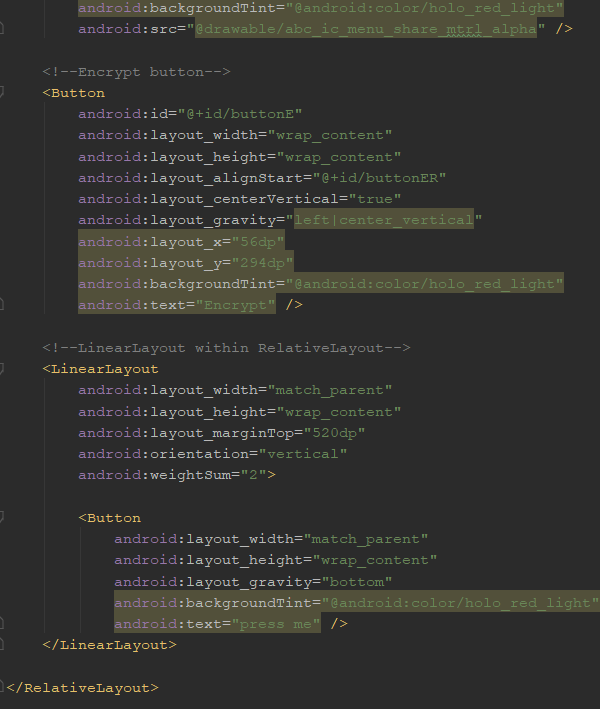 android:backgroundTint="@android:color/holo_red_light"
android:src="@drawable/abc_ic_menu_share_mtrl_alpha" />
<!--Encrypt button-->
<Button
android:id="@+id/buttonE"
android:layout_width="wrap_content"
android:layout_height="wrap_content"
android:layout_alignStart="@+id/buttonER"
android:layout_centerVertical="true"
android:layout_gravity="left|center_vertical"
android:layout_x="56dp"
android:layout_y="294dp"
android:backgroundTint="@android:color/holo_red_light"
android:text="Encrypt" />
<!--LinearLayout within RelativeLayout-->
<LinearLayout
android:layout_width="match_parent"
android:layout_height="wrap_content"
android:layout_marginTop="520dp"
android:orientation="vertical"
android:weightSum="2">
<Button
android:layout_width="match_parent"
android:layout_height="wrap_content"
android:layout_gravity="bottom"
android:backgroundTint="@android:color/holo_red_light"
android:text="press me" />
</LinearLayout>
</RelativeLayout>